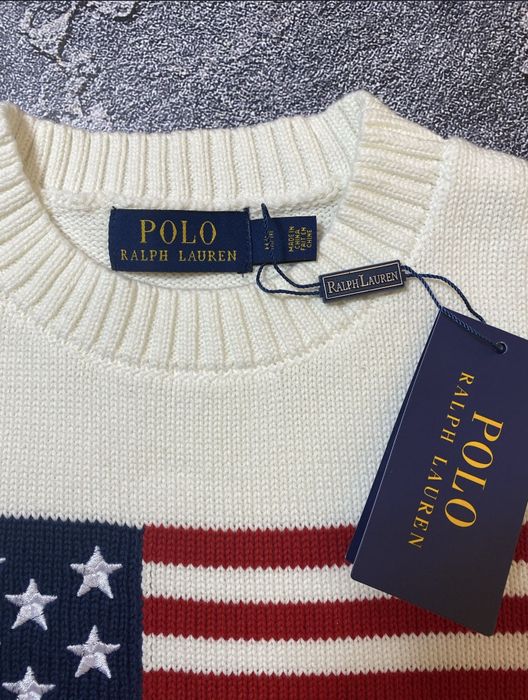 POLO
RALPH LAUREN
MADE IN
CHINA
FAIT EN
CHINE
RALPH LAUREN
POLO
RALPH LAUREN